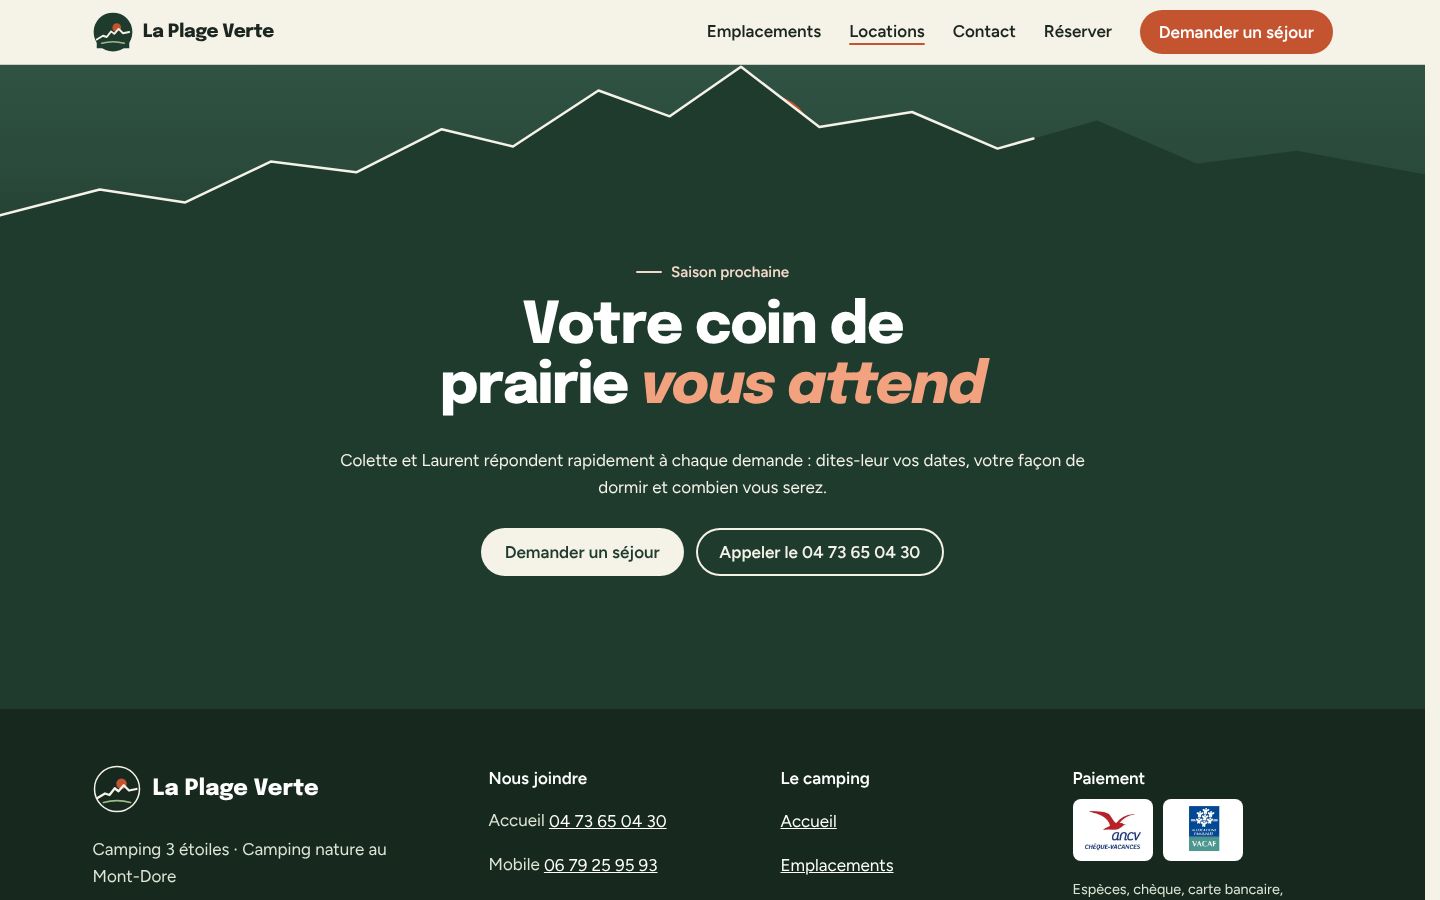 La Plage Verte
Emplacements
Locations
Contact
Réserver
Demander un séjour
Saison prochaine
Votre coin de
prairie vous attend
Colette et Laurent répondent rapidement à chaque demande : dites-leur vos dates, votre façon de
dormir et combien vous serez.
Demander un séjour
Appeler le 04 73 65 04 30
La Plage Verte
Camping 3 étoiles · Camping nature au
Mont-Dore
Nous joindre
Accueil 04 73 65 04 30
Mobile 06 79 25 95 93
Le camping
Accueil
Emplacements
Paiement
ancv
CHÈQUE-VACANCES
VACAF
Espèces, chèque, carte bancaire,